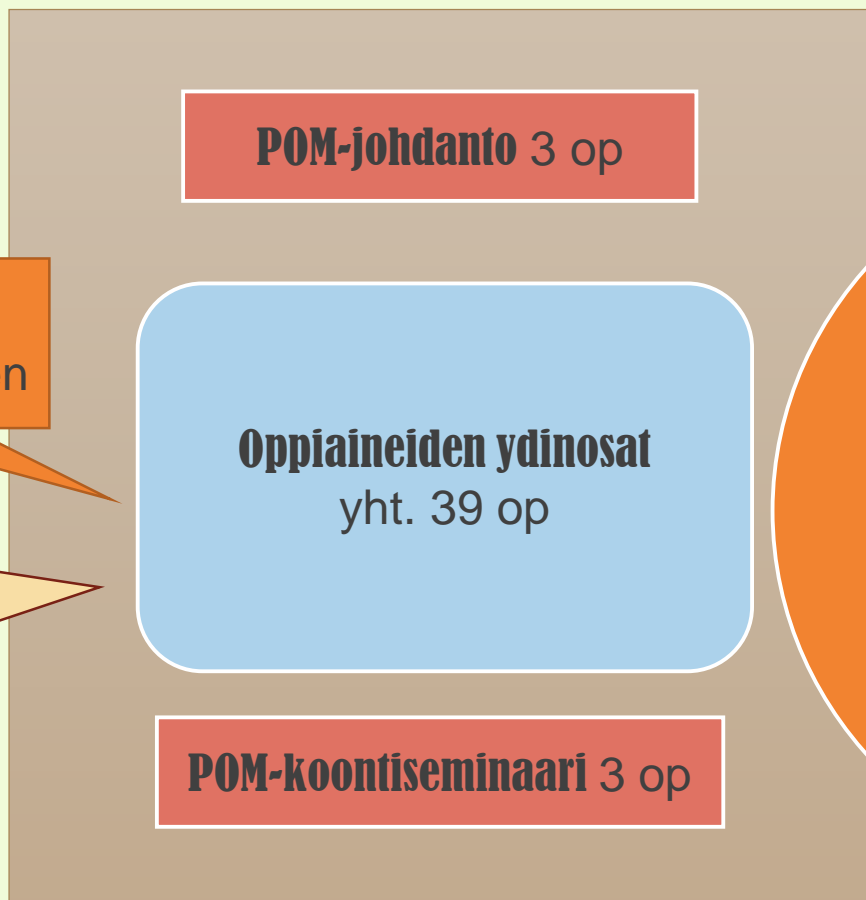 POM-johdanto 3 op
Oppiaineiden ydinosat
yht. 39 op
POM-koontiseminaari 3 op